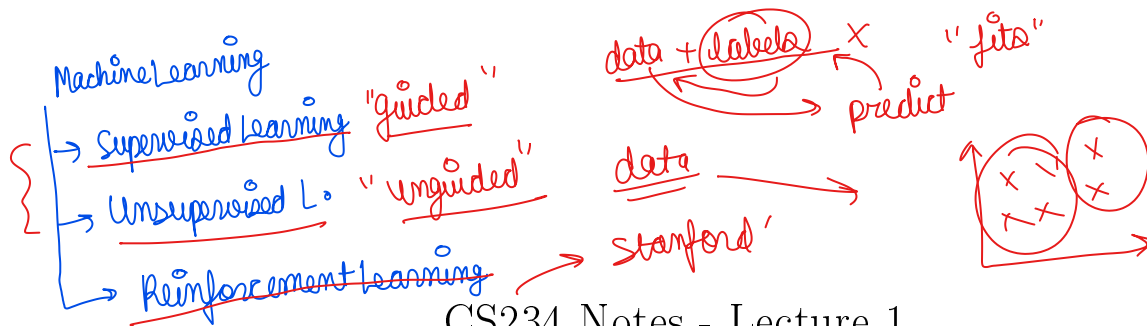 Machine Learning
Supervised Learning "guided"
Unsupervised L. "unguided"
Reinforcement Learning
data + labels X "fits"
predict
data
Stanford
CS234 Notes - Lecture 1